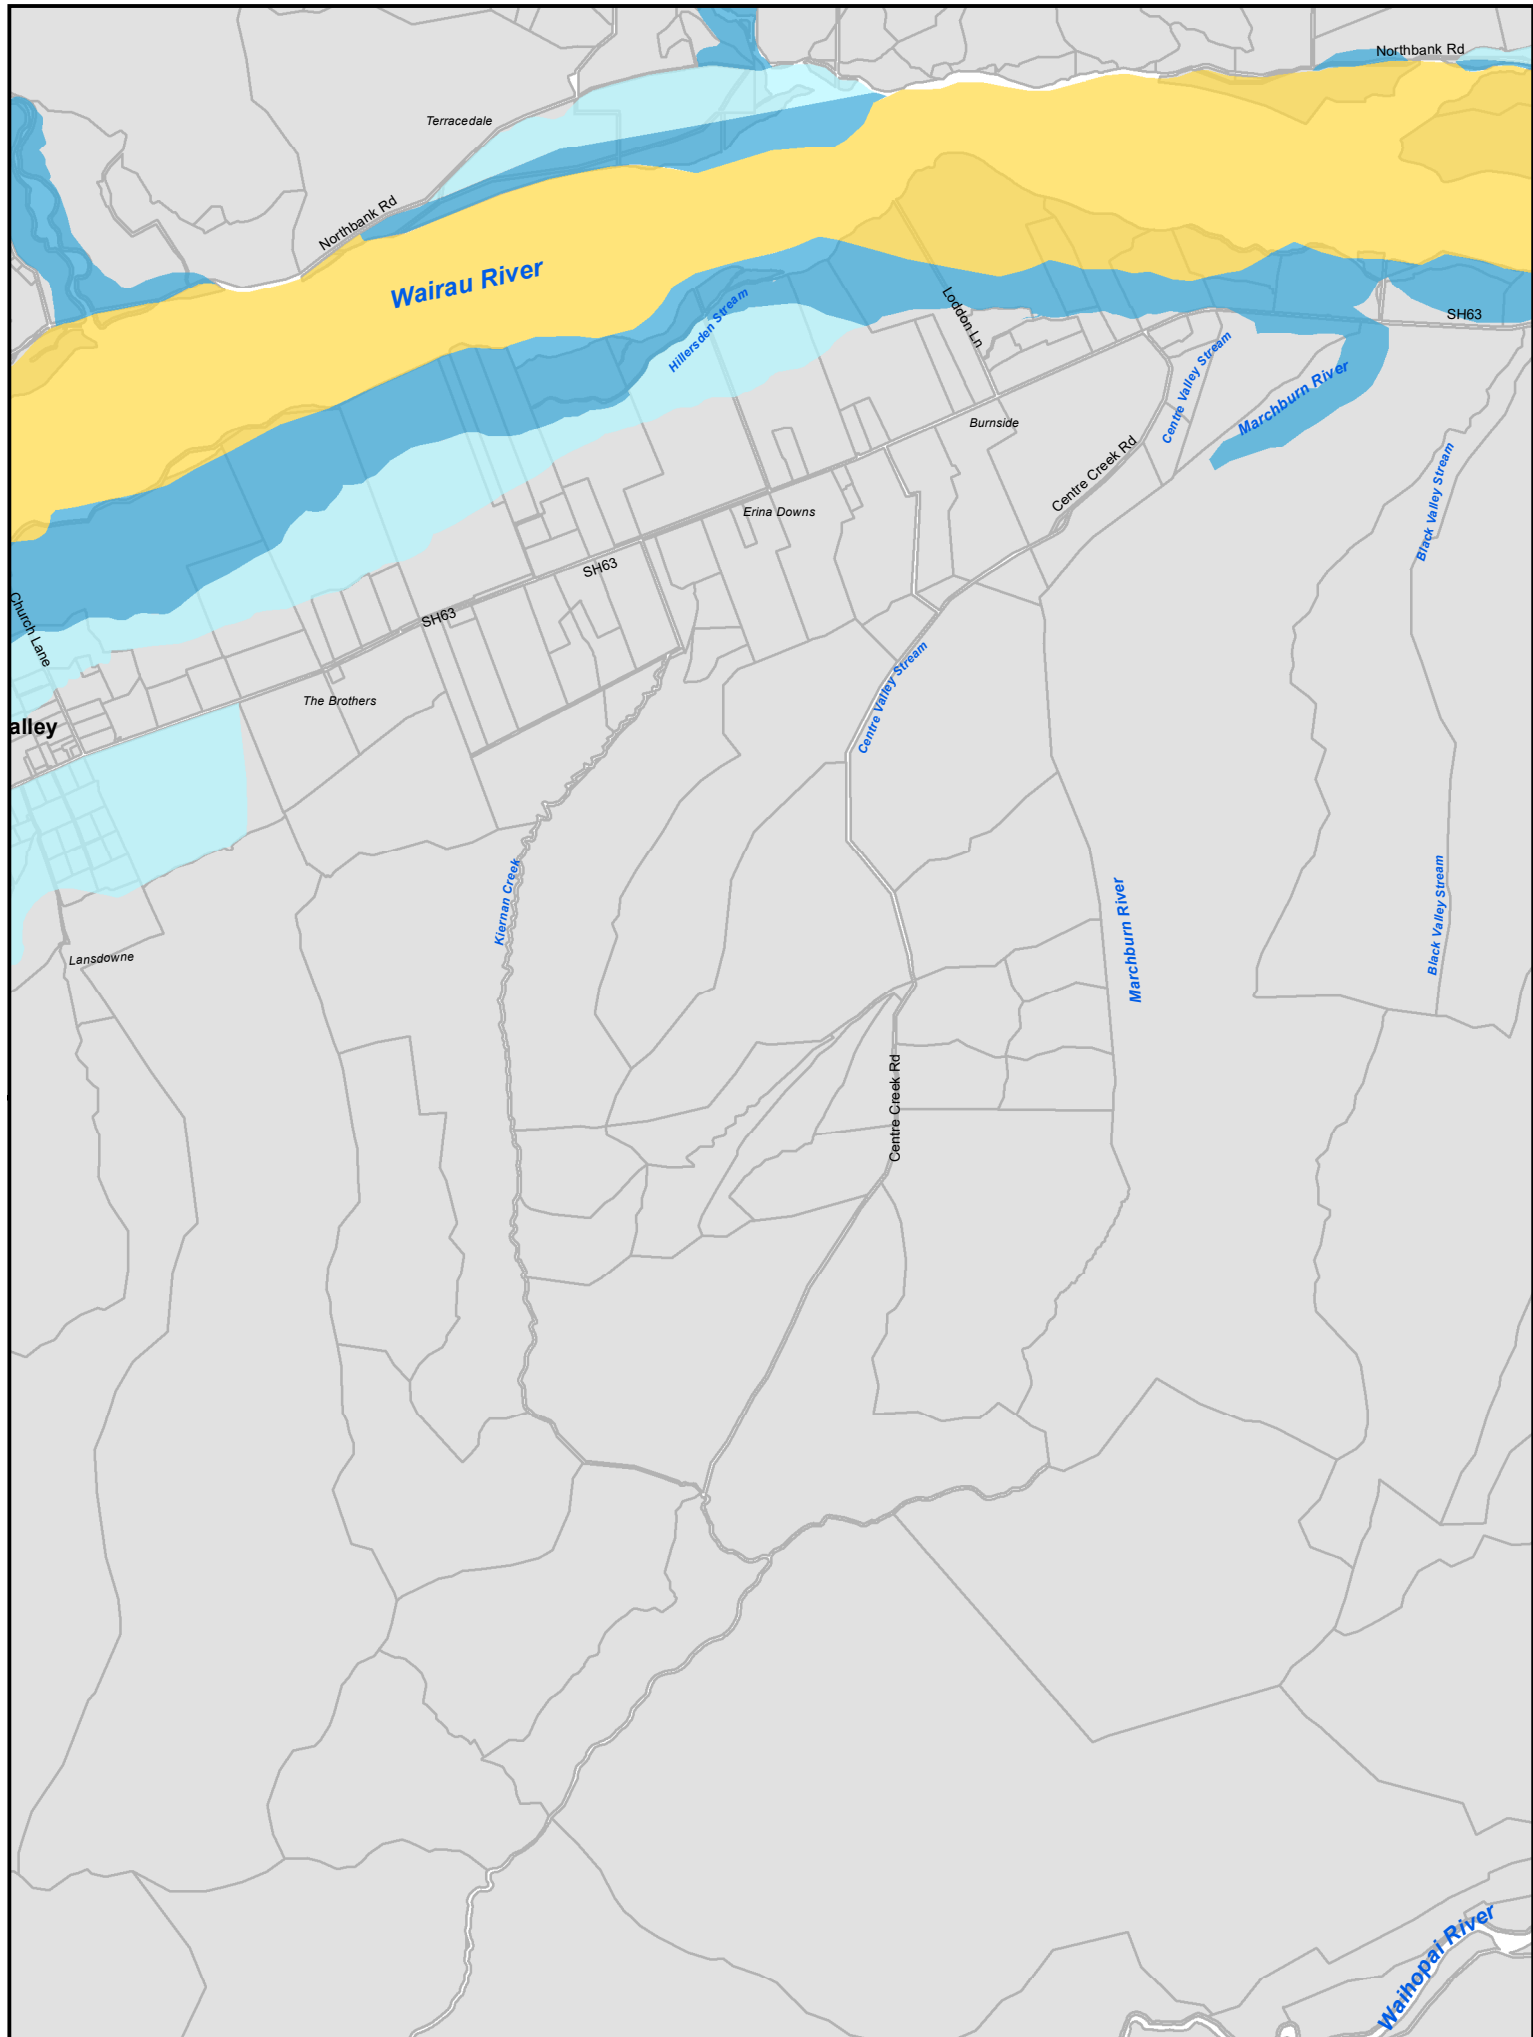 Northbank Rd
Terracedale
Northbank Rd
Wairau River
Hillersden Stream
Loddon Ln
SH63
Centre Valley Stream
Marchburn River
Burnside
Centre Creek Rd
Black Valley Stream
Erina Downs
SH63
SH63
Church Lane
Centre Valley Stream
The Brothers
alley
Kiernan Creek
Marchburn River
Black Valley Stream
Lansdowne
Centre Creek Rd
Waihopai River